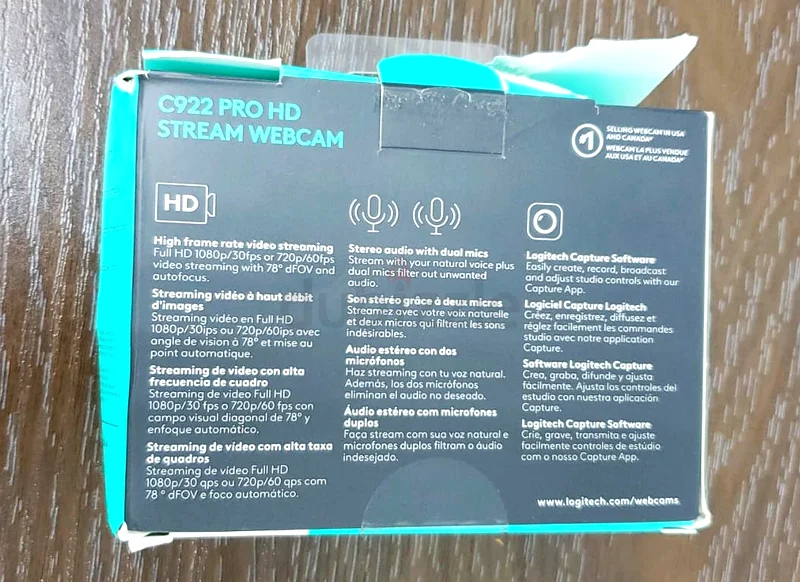 C922 PRO HD
STREAM WEBCAM
#1
SELLING WEBCAM IN USA
AND CANADA*
WEBCAM LA PLUS VENDUE
AUX USA ET AU CANADA*
HD
High frame rate video streaming
Full HD 1080p/30fps or 720p/60fps
video streaming with 78° dFOV and
autofocus.
Streaming vidéo à haut débit
d'images
Streaming vidéo en Full HD
1080p/30ips ou 720p/60ips avec
angle de vision à 78° et mise au
point automatique.
Streaming de vídeo con alta
frecuencia de cuadro
Streaming de video Full HD
1080p/30 fps o 720p/60 fps con
campo visual diagonal de 78° y
enfoque automático.
Streaming de vídeo com alta taxa
de quadros
Streaming de vídeo Full HD
1080p/30 qps ou 720p/60 qps com
78 ° dFOV e foco automático.
Stereo audio with dual mics
Stream with your natural voice plus
dual mics filter out unwanted
audio.
Son stéréo grâce à deux micros
Streamez avec votre voix naturelle
et deux micros qui filtrent les sons
indésirables.
Audio estéreo con dos
micrófonos
Haz streaming con tu voz natural.
Además, los dos micrófonos
eliminan el audio no deseado.
Áudio estéreo com microfones
duplos
Faça stream com sua voz natural e
microfones duplos filtram o áudio
indesejado.
Logitech Capture Software
Easily create, record, broadcast
and adjust studio controls with our
Capture App.
Logiciel Capture Logitech
Créez, enregistrez, diffusez et
réglez facilement les commandes
studio avec notre application
Capture.
Software Logitech Capture
Crea, graba, difunde y ajusta
fácilmente. Ajusta los controles del
estudio con nuestra aplicación
Capture.
Logitech Capture Software
Crie, grave, transmita e ajuste
facilmente controles de estúdio
com o nosso Capture App.
www.logitech.com/webcams